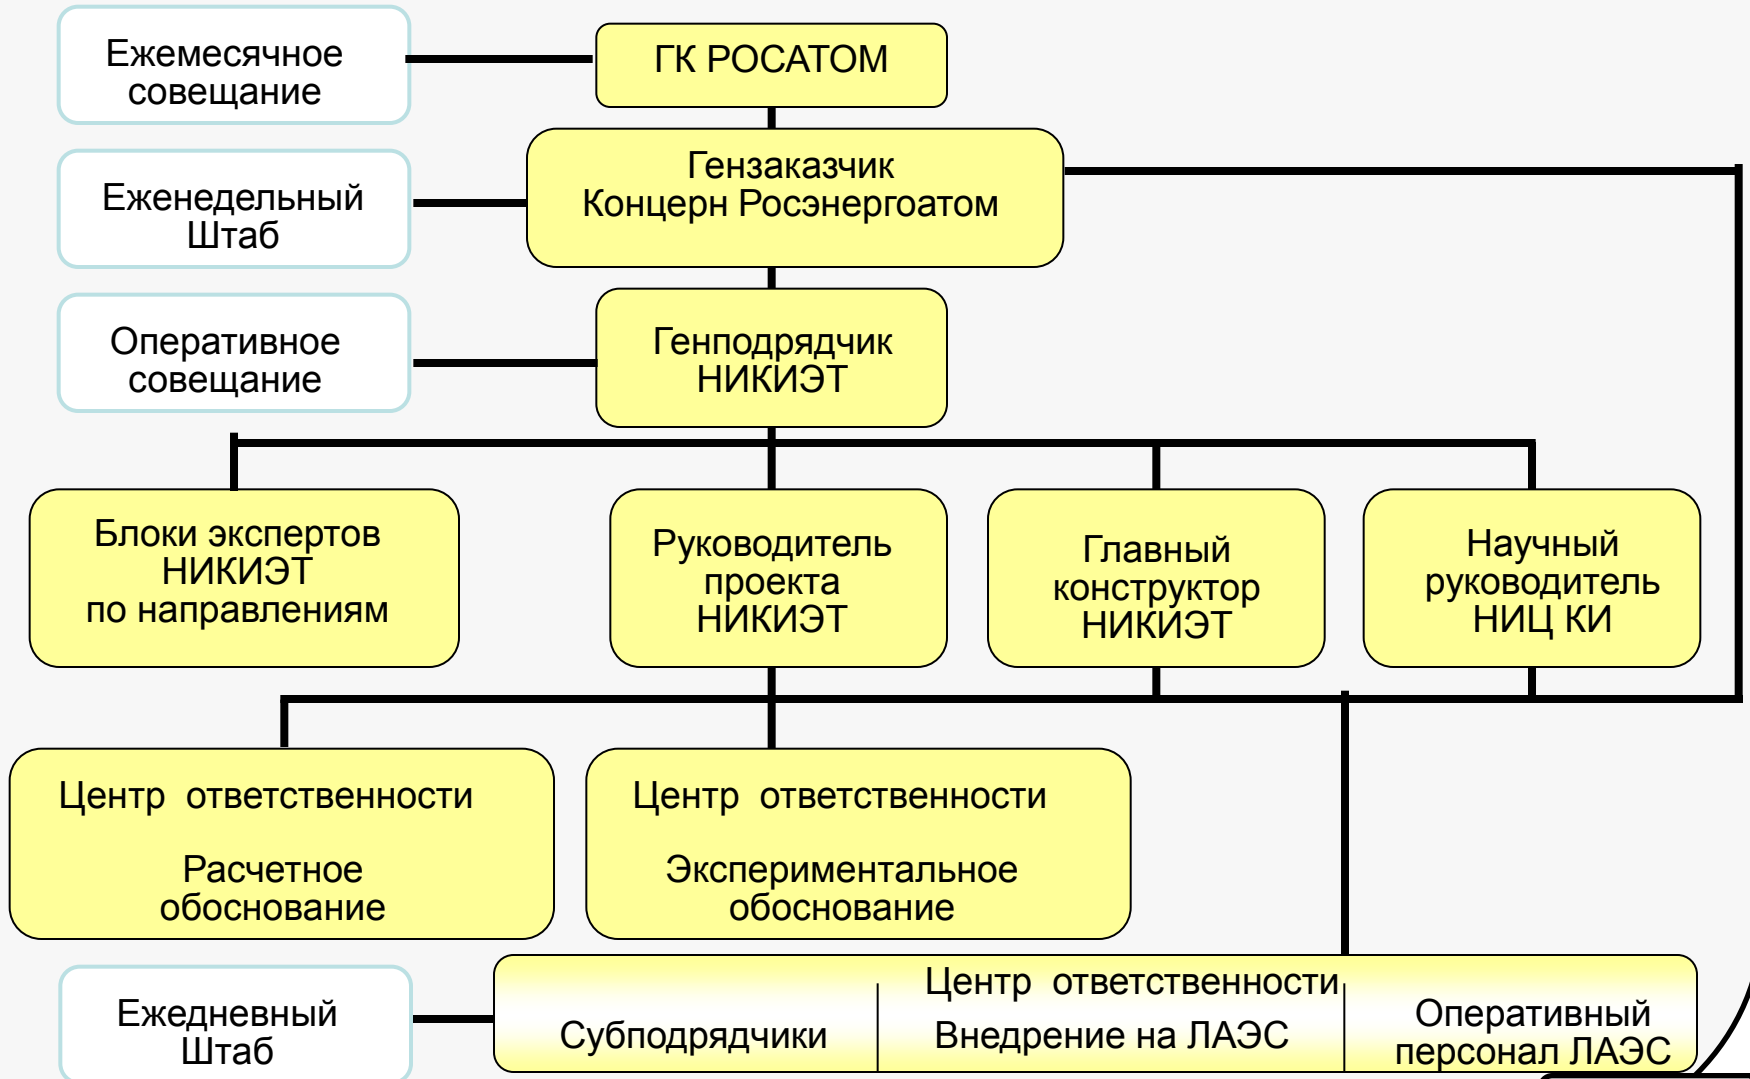 Ежемесячное
совещание
ГК РОСАТОМ
Еженедельный
Штаб
Гензаказчик
Концерн Росэнергоатом
Оперативное
совещание
Генподрядчик
НИКИЭТ
Блоки экспертов
НИКИЭТ
по направлениям
Руководитель
проекта
НИКИЭТ
Главный
конструктор
НИКИЭТ
Научный
руководитель
НИЦ КИ
Центр ответственности
Расчетное
обоснование
Центр ответственности
Экспериментальное
обоснование
Ежедневный
Штаб
Центр ответственности
Субподрядчики
Внедрение на ЛАЭС
Оперативный
персонал ЛАЭС